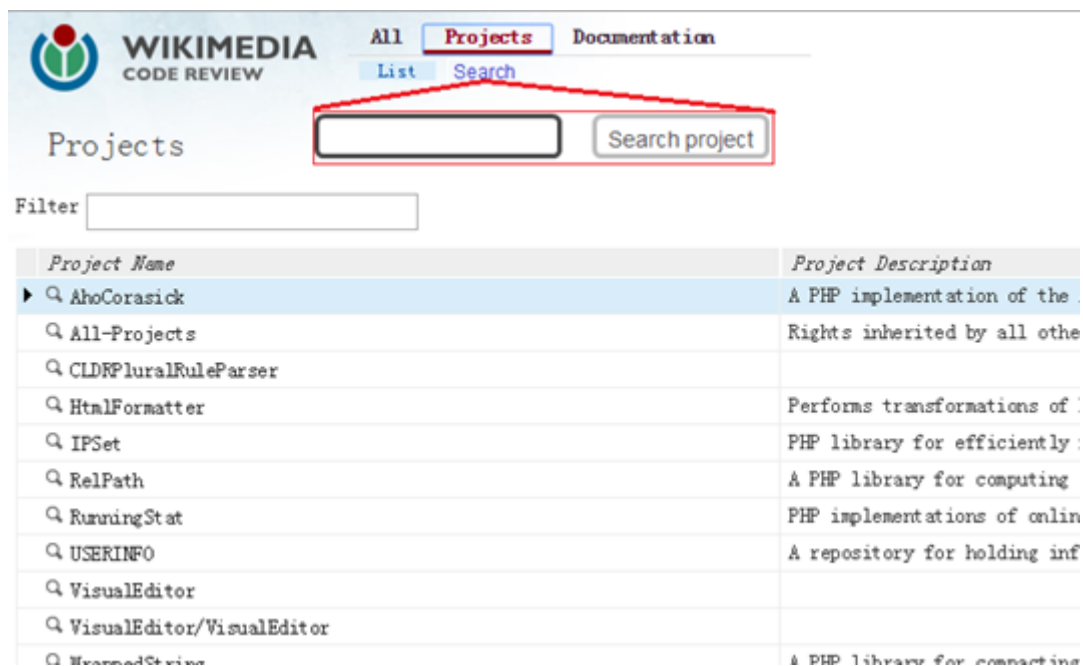 WIKIMEDIA
CODE REVIEW
All Projects Documentation
List Search
Projects
Search project
Filter
Project Name Project Description
AhoCorasick A PHP implementation of the
All-Projects Rights inherited by all othe
CLDRPluralRuleParser
HtmlFormatter Performs transformations of
IPSet PHP library for efficiently
RelPath A PHP library for computing
RunningStat PHP implementations of onlin
USERINFO A repository for holding inf
VisualEditor
VisualEditor/VisualEditor
WrappedString A PHP library for compacting